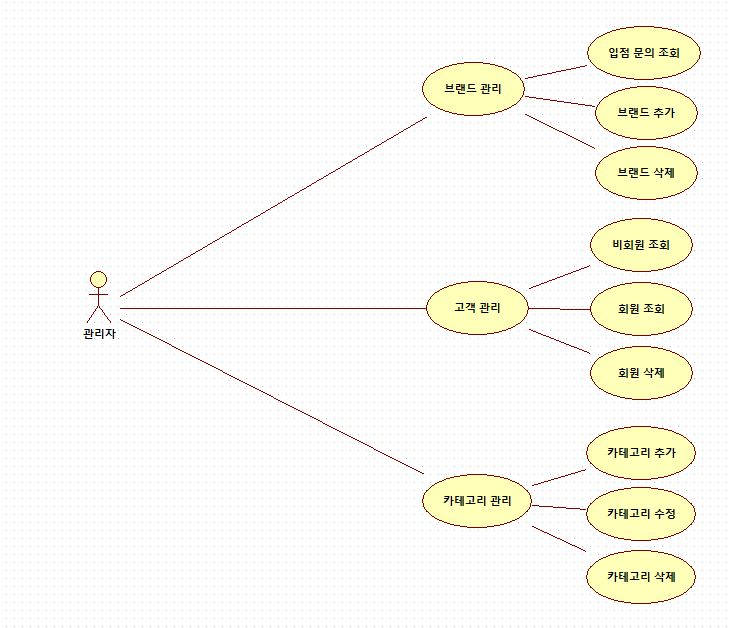 입점 문의 조회
브랜드 관리
브랜드 추가
브랜드 삭제
비회원 조회
관리자
고객 관리
회원 조회
회원 삭제
카테고리 추가
카테고리 관리
카테고리 수정
카테고리 삭제